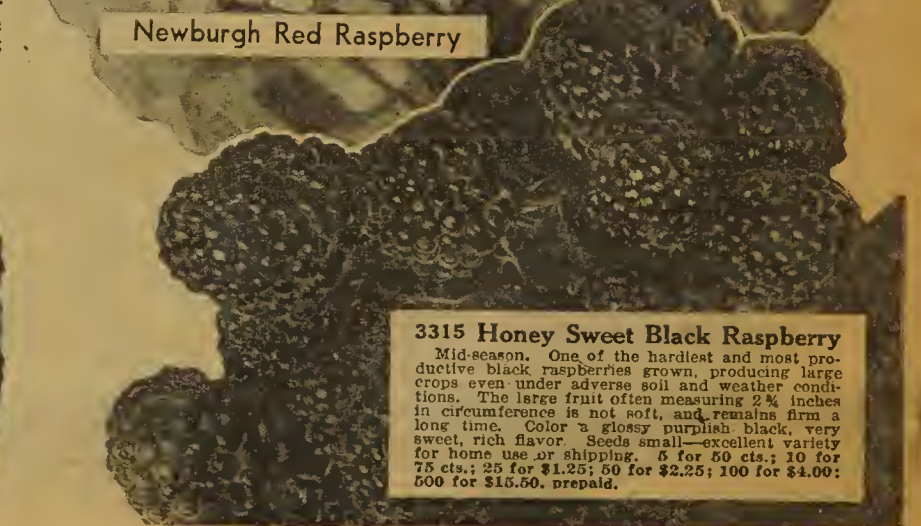 Newburgh Red Raspberry
3315 Honey Sweet Black Raspberry
Mid-season. One of the hardiest and most pro-
ductive black raspberries grown, producing large
crops even under adverse soil and weather condi-
tions. The large fruit often measuring 2¾ inches
in circumference is not soft, and remains firm a
long time. Color a glossy purplish black, very
sweet, rich flavor. Seeds small—excellent variety
for home use or shipping. 5 for 50 cts.; 10 for
75 cts.; 25 for $1.25; 50 for $2.25; 100 for $4.00;
500 for $15.50. prepaid.